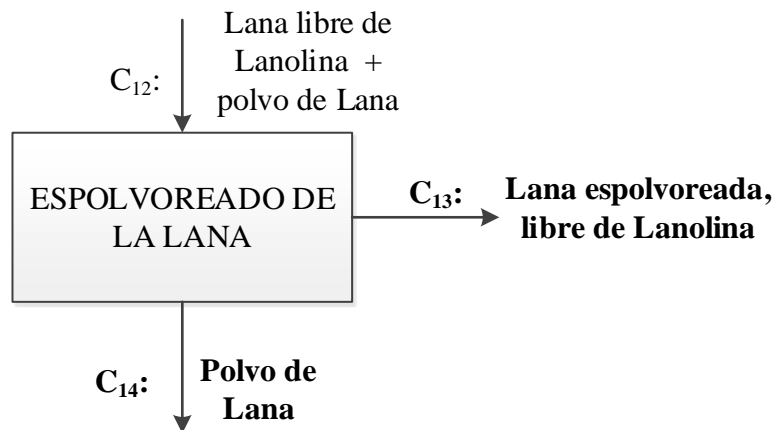 Lana libre de
Lanolina +
polvo de Lana
C12:
ESPOLVOREADO DE
LA LANA
C13:
Lana espolvoreada,
libre de Lanolina
C14:
Polvo de
Lana